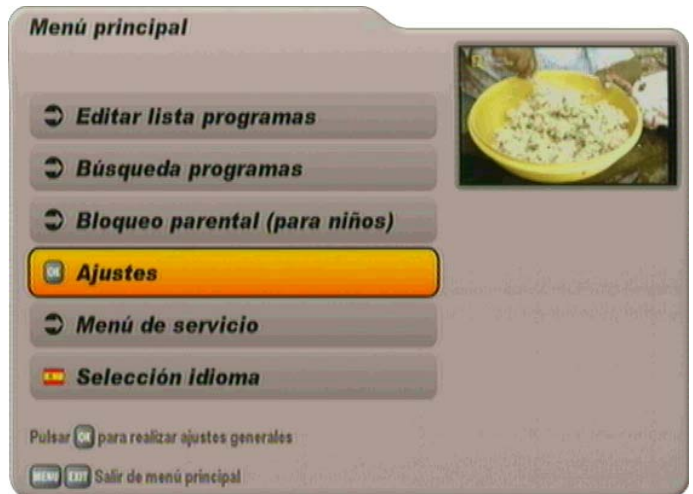 Menú principal
Editar lista programas
Búsqueda programas
Bloqueo parental (para niños)
OK Ajustes
Menú de servicio
Selección idioma
Pulsar OK para realizar ajustes generales
MENU EXIT Salir de menú principal